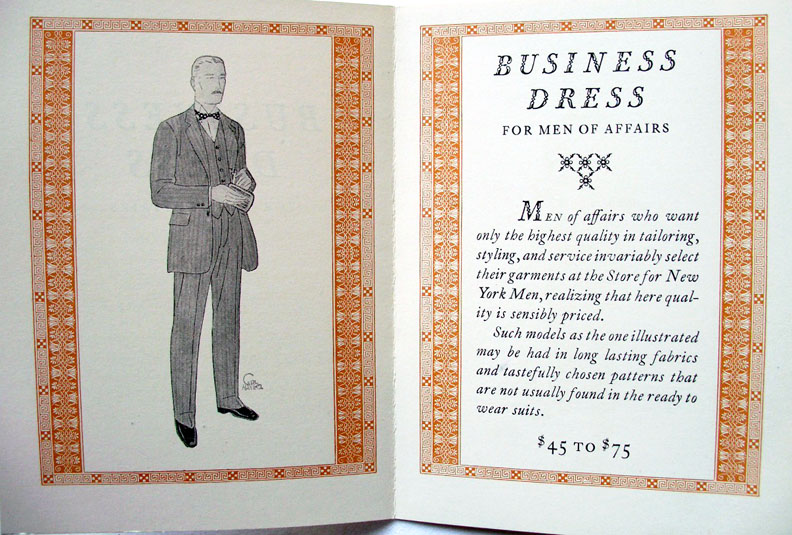 BUSINESS
DRESS
FOR MEN OF AFFAIRS
MEN of affairs who want
only the highest quality in tailoring,
styling, and service invariably select
their garments at the Store for New
York Men, realizing that here qual-
ity is sensibly priced.
Such models as the one illustrated
may be had in long lasting fabrics
and tastefully chosen patterns that
are not usually found in the ready to
wear suits.
$45 TO $75